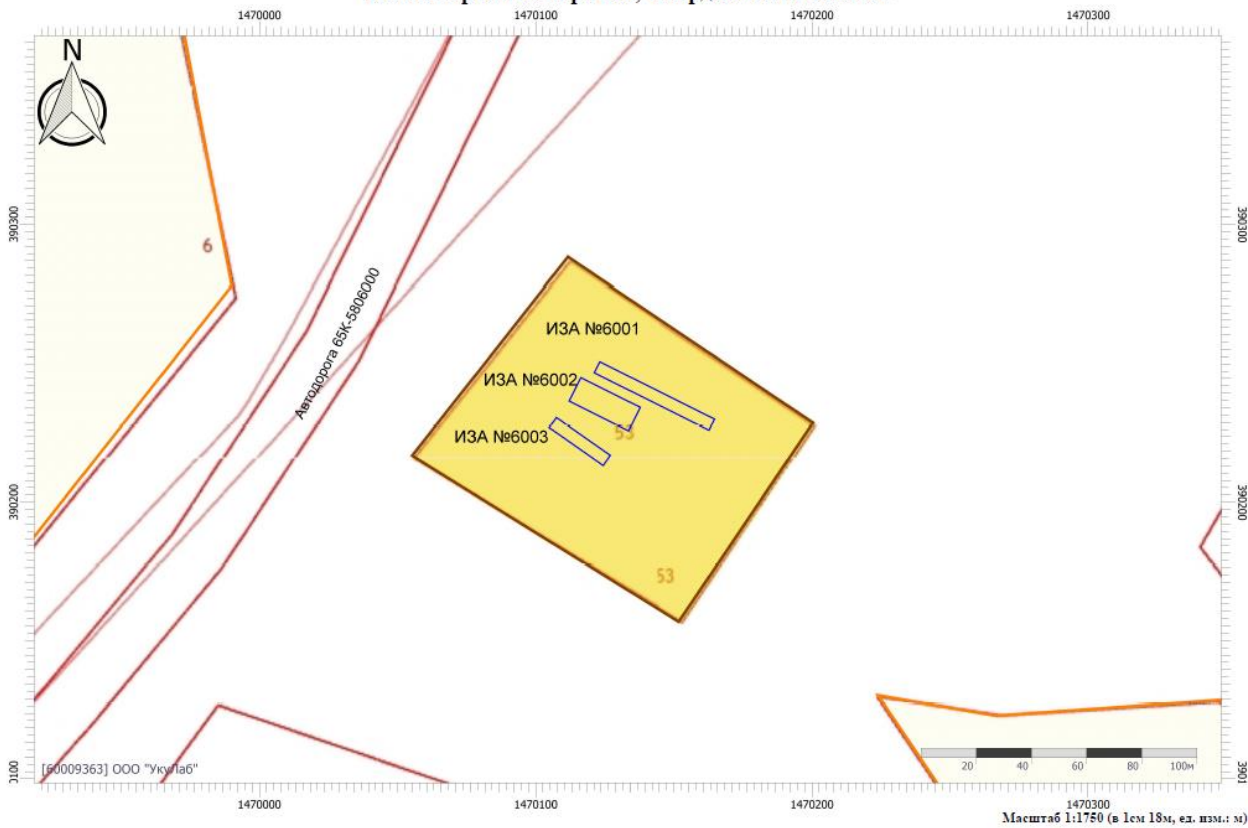 1470000 1470100 1470200 1470300
N
390300 390300
6
Автодорога 65К-5806000
ИЗА №6001
ИЗА №6002
ИЗА №6003
53
390200 390200
53
[60009363] ООО "УкуЛаб"
20 40 60 80 100м
1470000 1470100 1470200 1470300
Масштаб 1:1750 (в 1см 18м, ед. изм.: м)